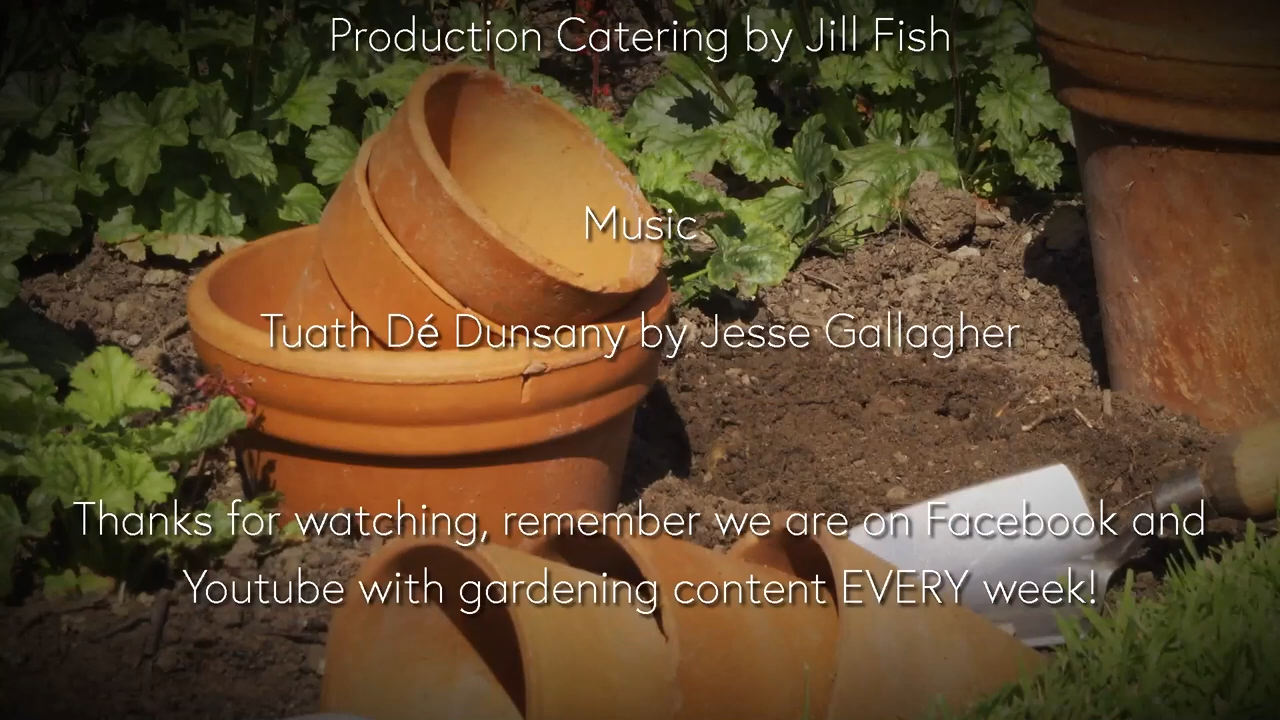 Production Catering by Jill Fish
Music
Tuath Dé Dunsany by Jesse Gallagher
Thanks for watching, remember we are on Facebook and
Youtube with gardening content EVERY week!